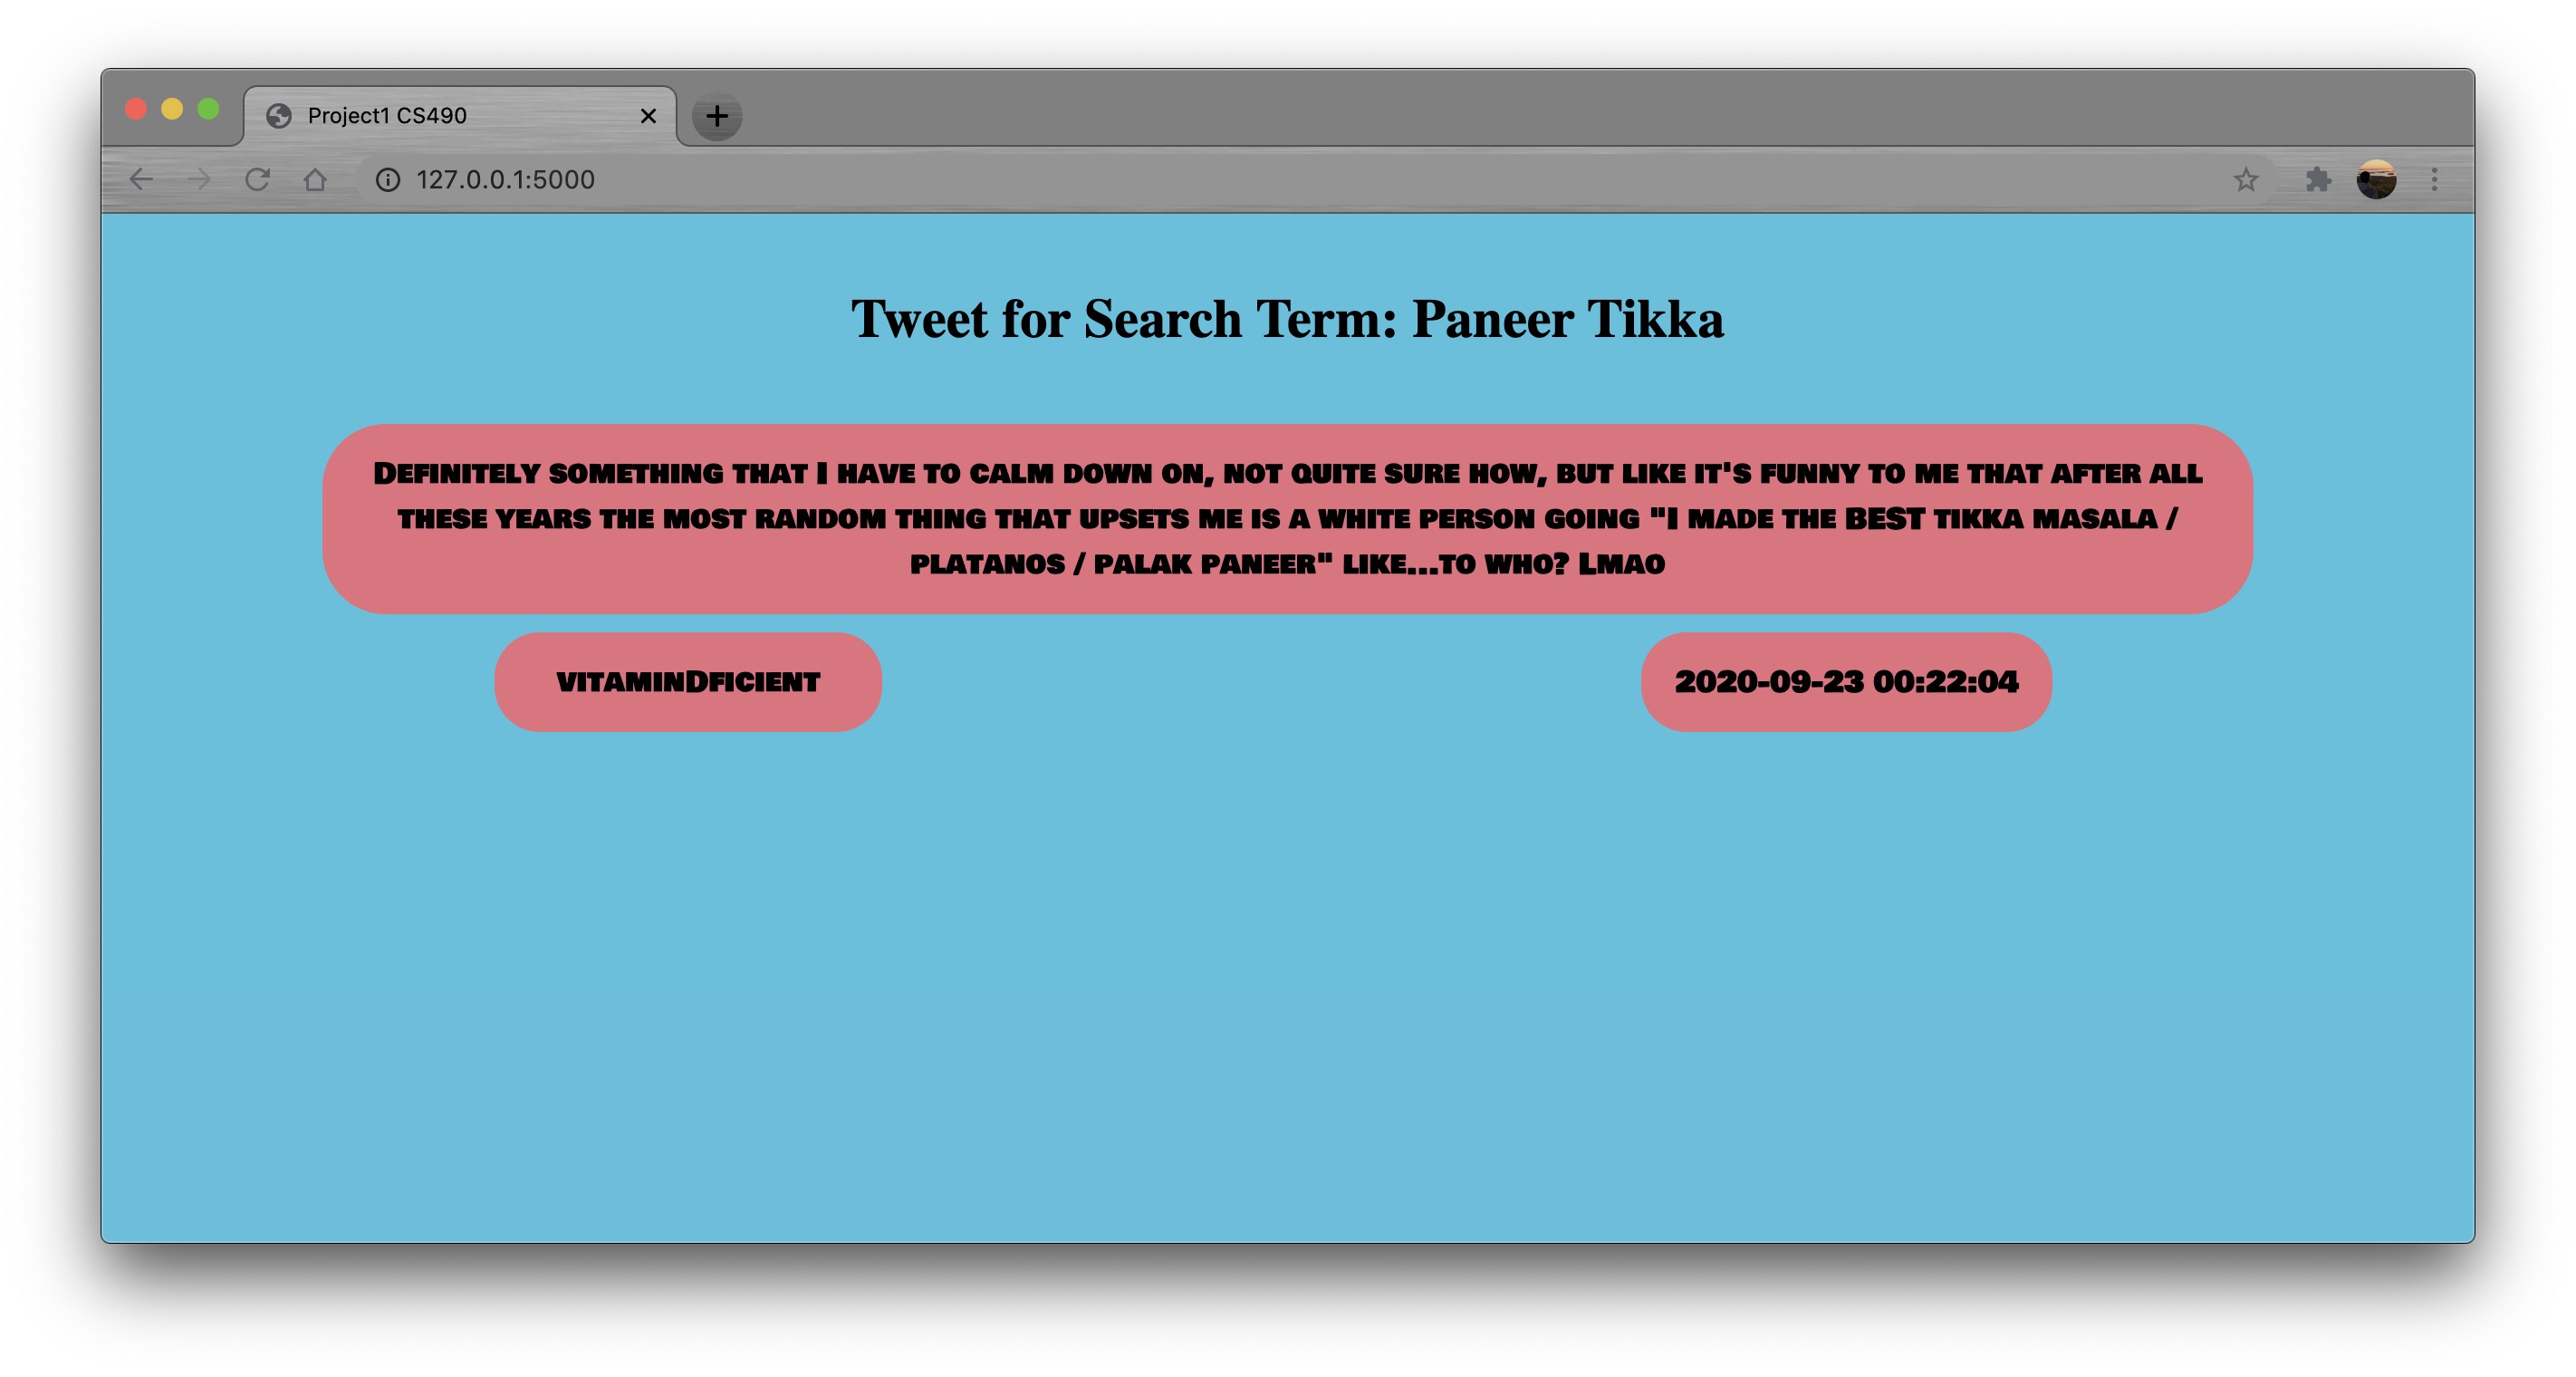 Project1 CS490
127.0.0.1:5000
Tweet for Search Term: Paneer Tikka
Definitely something that I have to calm down on, not quite sure how, but like it's funny to me that after all
these years the most random thing that upsets me is a white person going "I made the BEST tikka masala /
platanos / palak paneer" like...to who? Lmao
vitaminDficient
2020-09-23 00:22:04